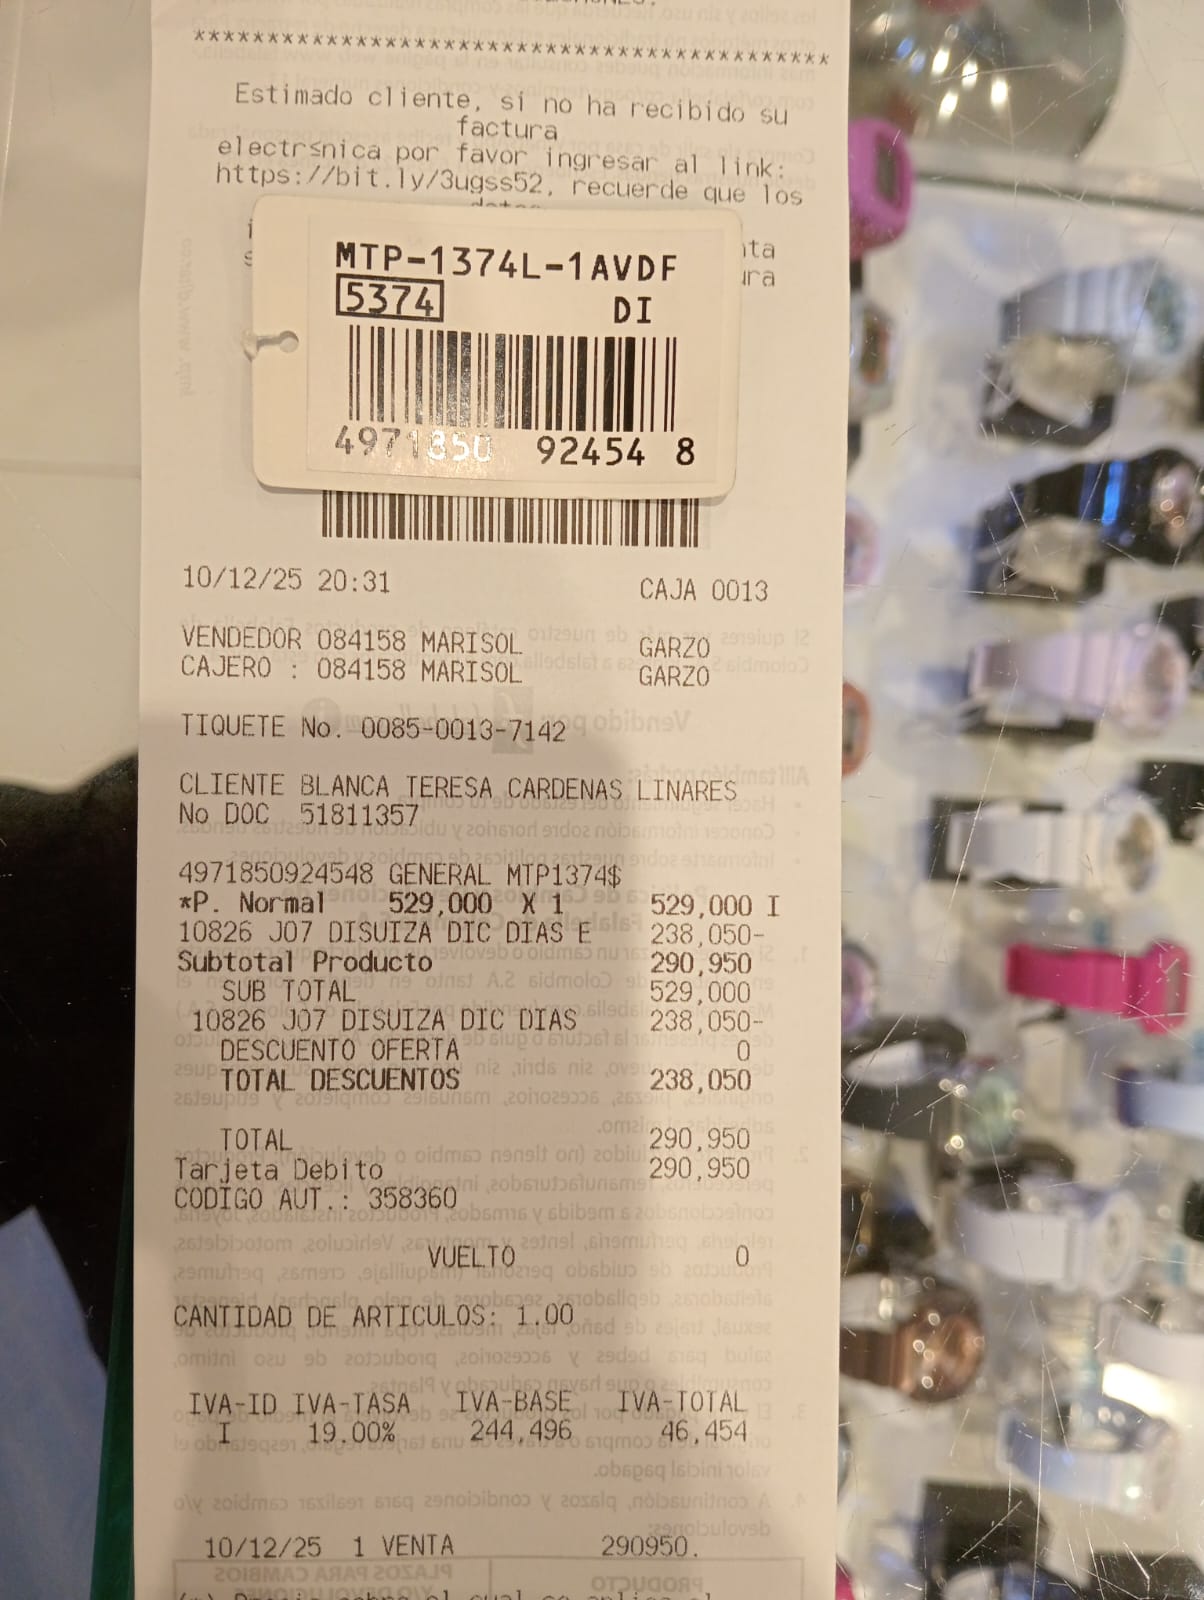 ******************************************
Estimado cliente, si no ha recibido su
factura
electr≤nica por favor ingresar al link:
https://bit.ly/3ugss52, recuerde que los
MTP-1374L-1AVDF
5374 DI
4971850 92454 8
10/12/25 20:31 CAJA 0013
VENDEDOR 084158 MARISOL GARZO
CAJERO : 084158 MARISOL GARZO
TIQUETE No. 0085-0013-7142
CLIENTE BLANCA TERESA CARDENAS LINARES
No DOC 51811357
4971850924548 GENERAL MTP1374$
*P. Normal 529,000 X 1 529,000 I
10826 J07 DISUIZA DIC DIAS E 238,050-
Subtotal Producto 290,950
SUB TOTAL 529,000
10826 J07 DISUIZA DIC DIAS 238,050-
DESCUENTO OFERTA 0
TOTAL DESCUENTOS 238,050
TOTAL 290,950
Tarjeta Debito 290,950
CODIGO AUT.: 358360
VUELTO 0
CANTIDAD DE ARTICULOS: 1.00
IVA-ID IVA-TASA IVA-BASE IVA-TOTAL
I 19.00% 244,496 46,454
10/12/25 1 VENTA 290950.